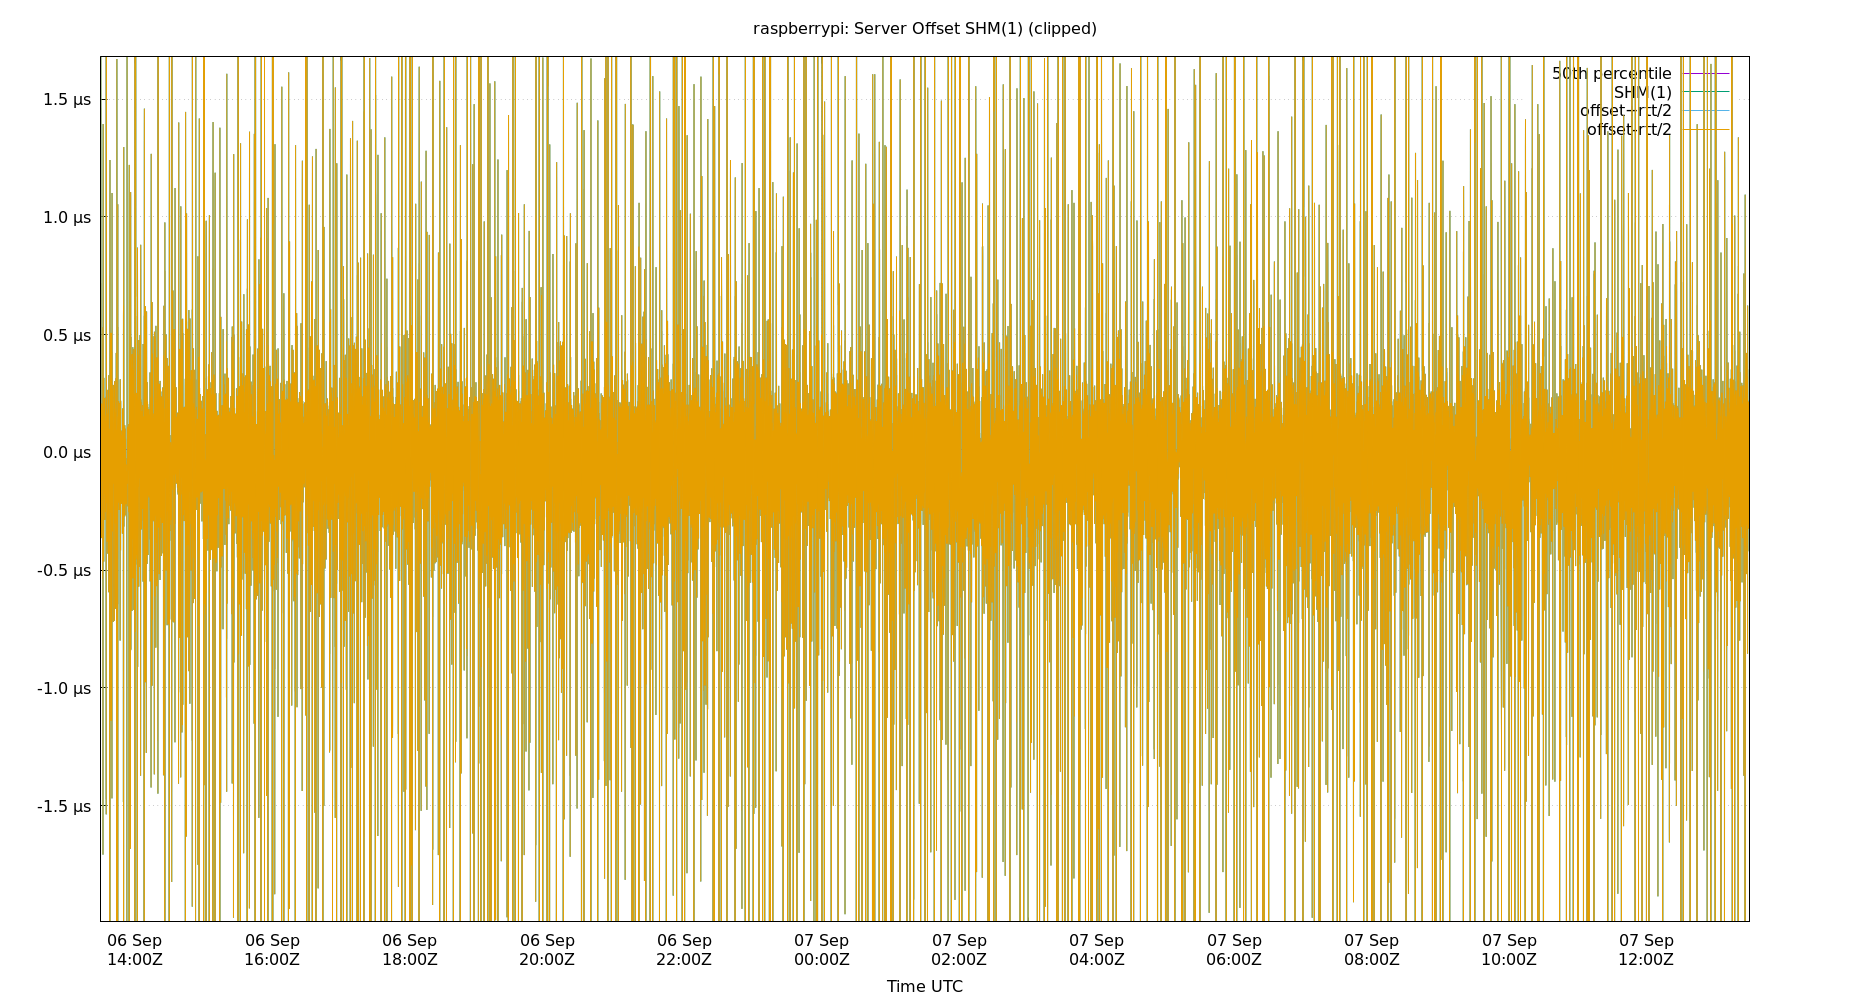 raspberrypi: Server Offset SHM(1) (clipped)
50th percentile
SHM(1)
offset+rtt/2
offset-rtt/2
1.5 µs
1.0 µs
0.5 µs
0.0 µs
-0.5 µs
-1.0 µs
-1.5 µs
06 Sep 06 Sep 06 Sep 06 Sep 06 Sep 07 Sep 07 Sep 07 Sep 07 Sep 07 Sep 07 Sep 07 Sep
14:00Z 16:00Z 18:00Z 20:00Z 22:00Z 00:00Z 02:00Z 04:00Z 06:00Z 08:00Z 10:00Z 12:00Z
Time UTC